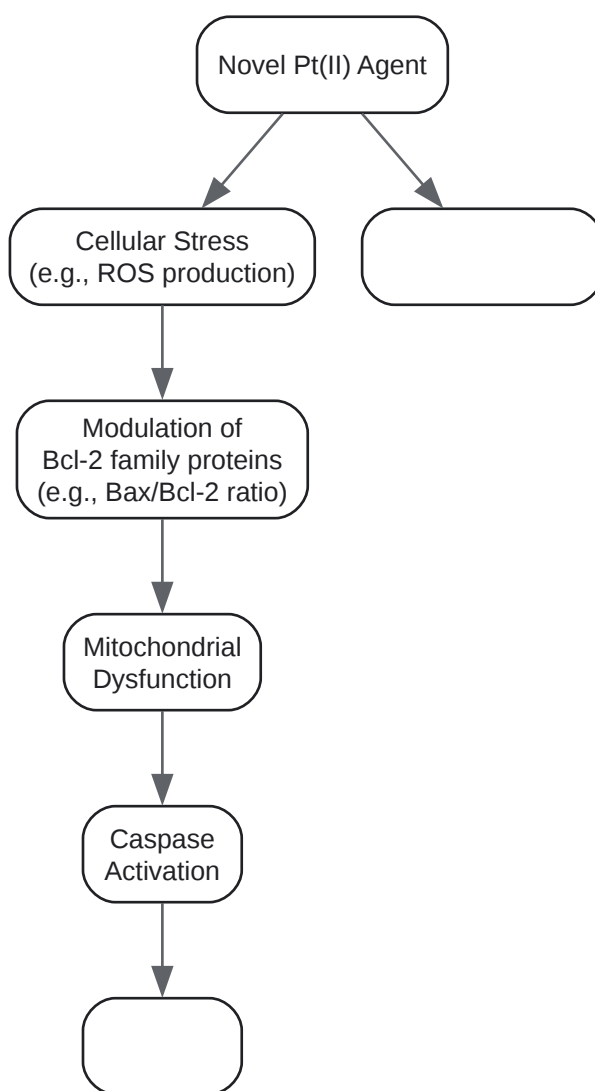 Novel Pt(II) Agent
Cellular Stress
(e.g., ROS production)
Modulation of
Bcl-2 family proteins
(e.g., Bax/Bcl-2 ratio)
Mitochondrial
Dysfunction
Caspase
Activation